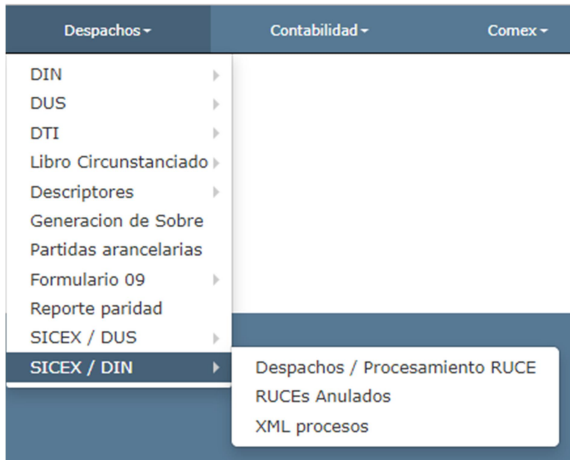 Despachos Contabilidad Comex
DIN
DUS
DTI
Libro Circunstanciado
Descriptores
Generacion de Sobre
Partidas arancelarias
Formulario 09
Reporte paridad
SICEX / DUS
SICEX / DIN
Despachos / Procesamiento RUCE
RUCEs Anulados
XML procesos